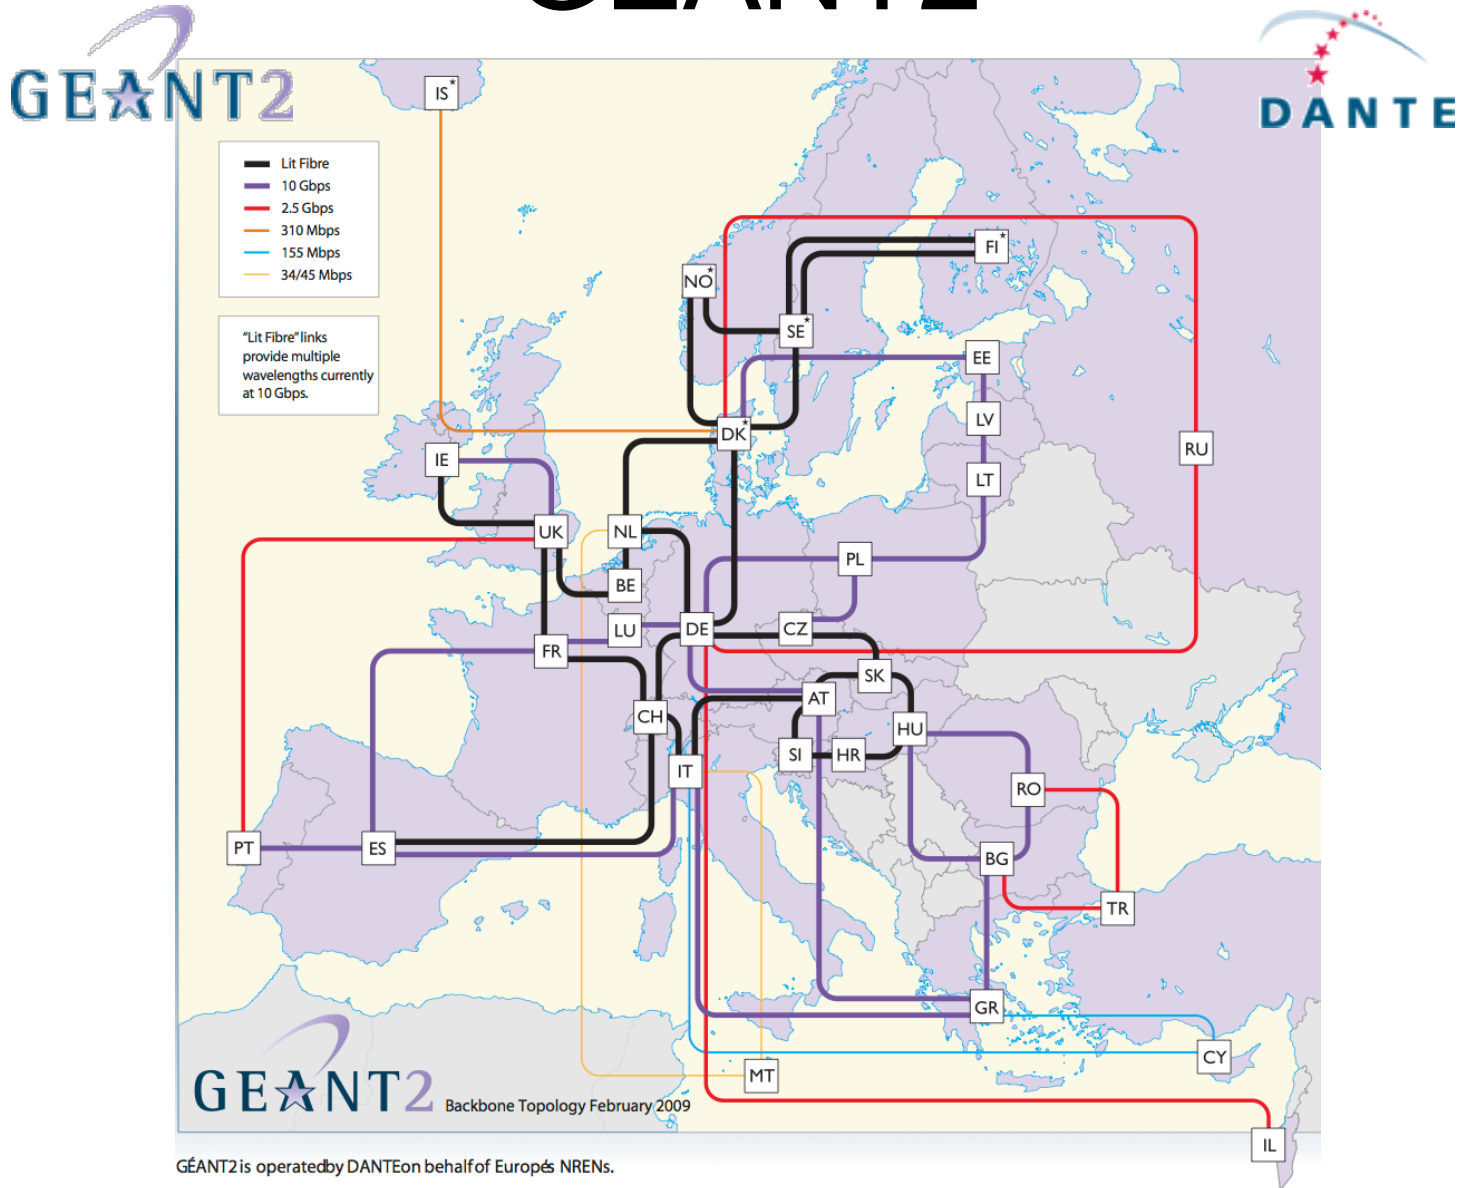 GEANT2
GEANT2
DANTE
IS*
Lit Fibre
10 Gbps
2.5 Gbps
310 Mbps
155 Mbps
34/45 Mbps
"Lit Fibre" links
provide multiple
wavelengths currently
at 10 Gbps.
FI*
NO*
SE*
EE
LV
DK*
RU
IE
LT
UK
NL
PL
BE
LU
DE
CZ
FR
SK
AT
CH
HU
SI
HR
IT
RO
PT
ES
BG
TR
GR
CY
MT
GEANT2
Backbone Topology February 2009
IL
GÉANT2 is operatedby DANTEon behalf of Europés NRENs.